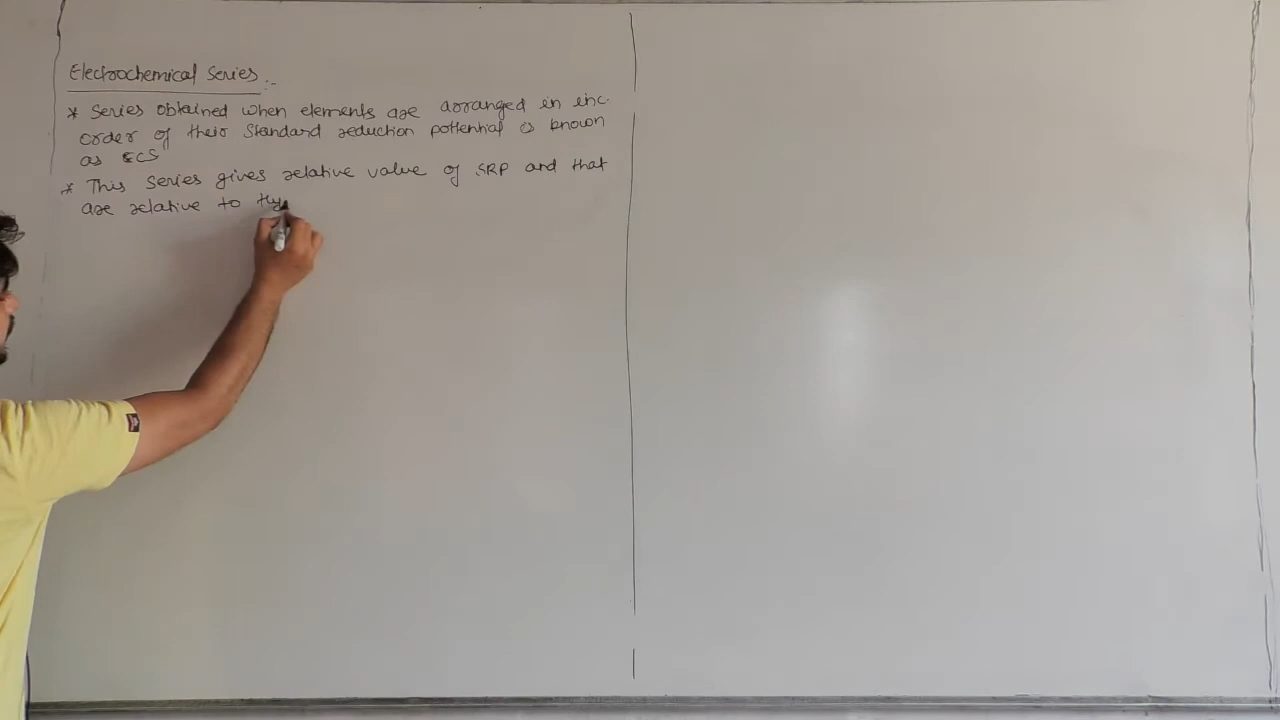 Electrochemical Series :-
* Series obtained when elements are arranged in inc.
order of their Standard reduction pottential is known
as ECS
* This series gives relative value of SRP and that
are relative to Hy